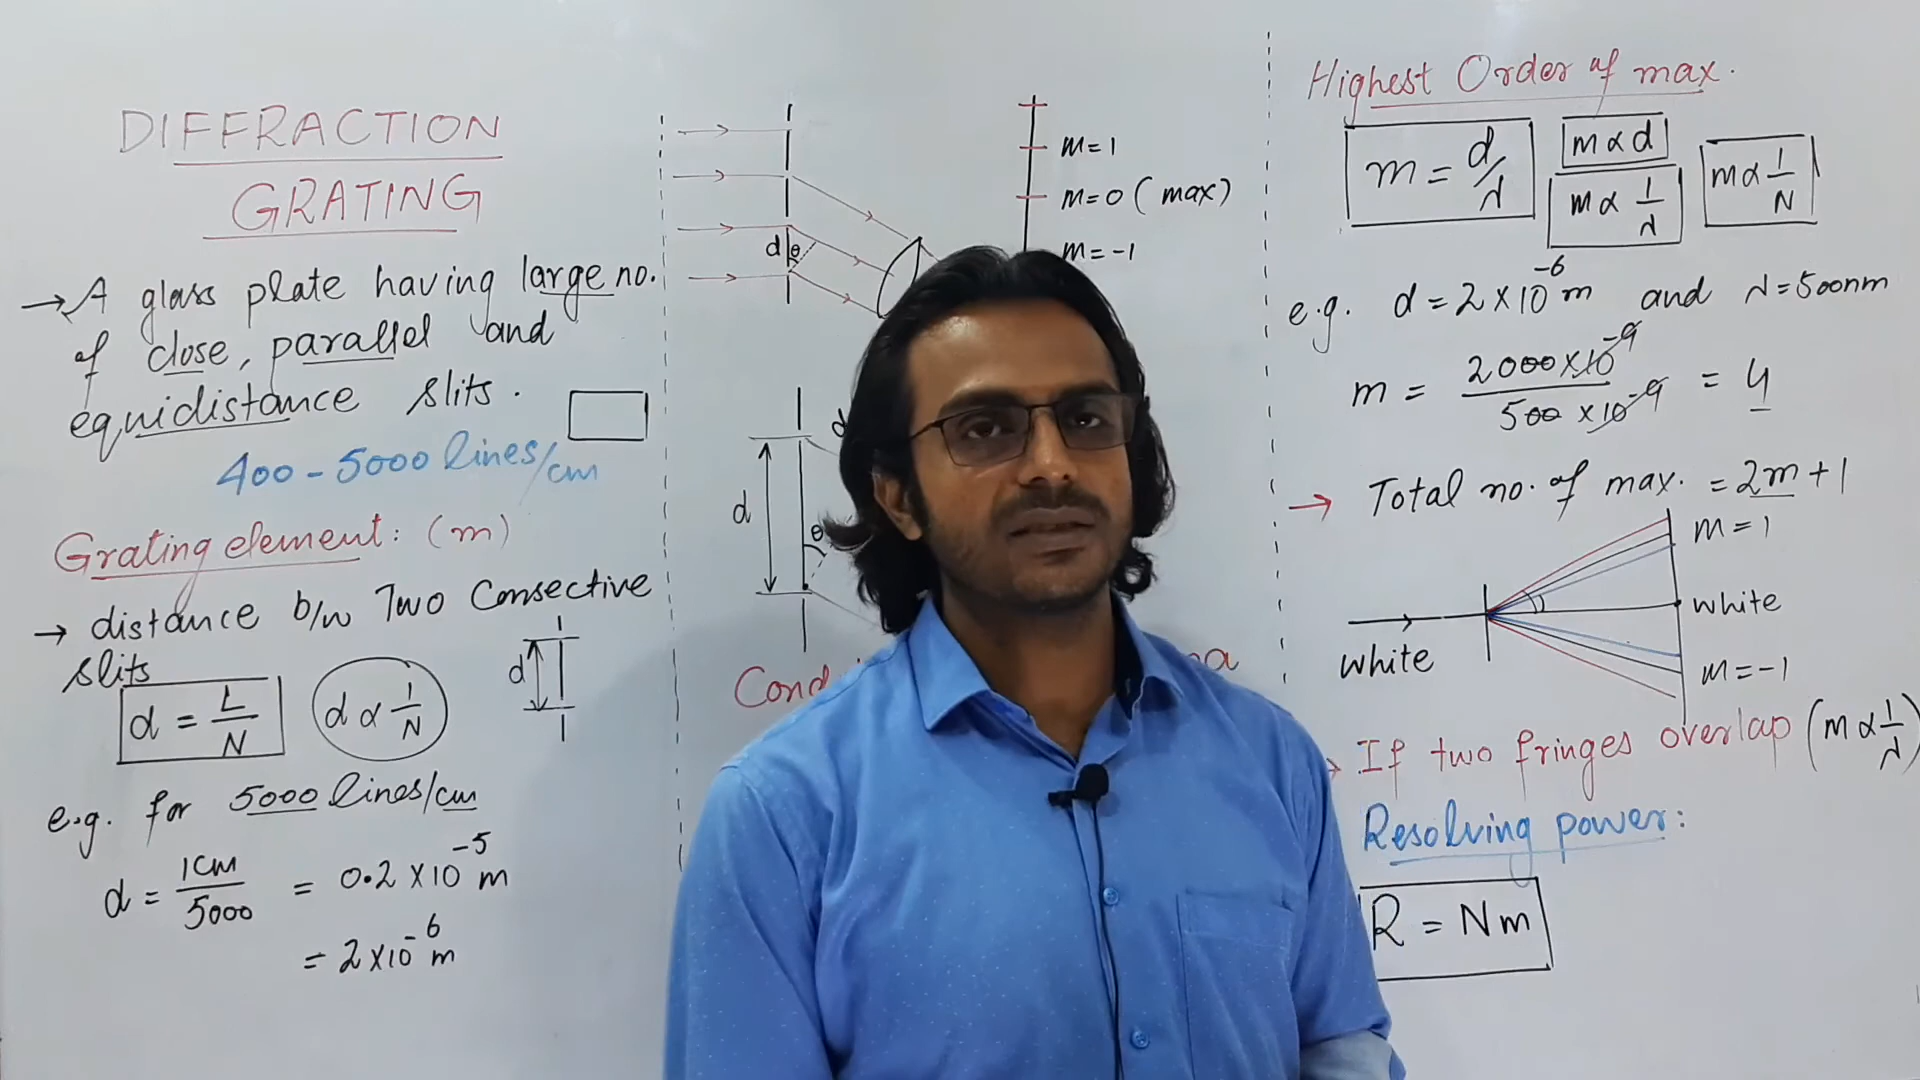 DIFFRACTION
GRATING
→ A glass plate having large no.
of close, parallel and
equidistance slits.
400 - 5000 lines/cm
Grating element: (m)
→ distance b/w Two Consective
slits
d
d = L/N
d ∝ 1/N
e.g. for 5000 lines/cm
d = 1cm/5000 = 0.2 × 10⁻⁵ m
= 2 × 10⁻⁶ m
m = 1
m = 0 (max)
m = -1
d θ
d
d
θ
Cond
Highest Order of max.
m = d/λ
m ∝ d
m ∝ 1/λ
m ∝ 1/N
e.g. d = 2 × 10⁻⁶ m and λ = 500nm
m = 2000 × 10⁻⁹ / 500 × 10⁻⁹ = 4
→ Total no. of max. = 2m + 1
m = 1
white
white
m = -1
→ If two fringes overlap (m ∝ 1/λ)
Resolving power:
R = Nm